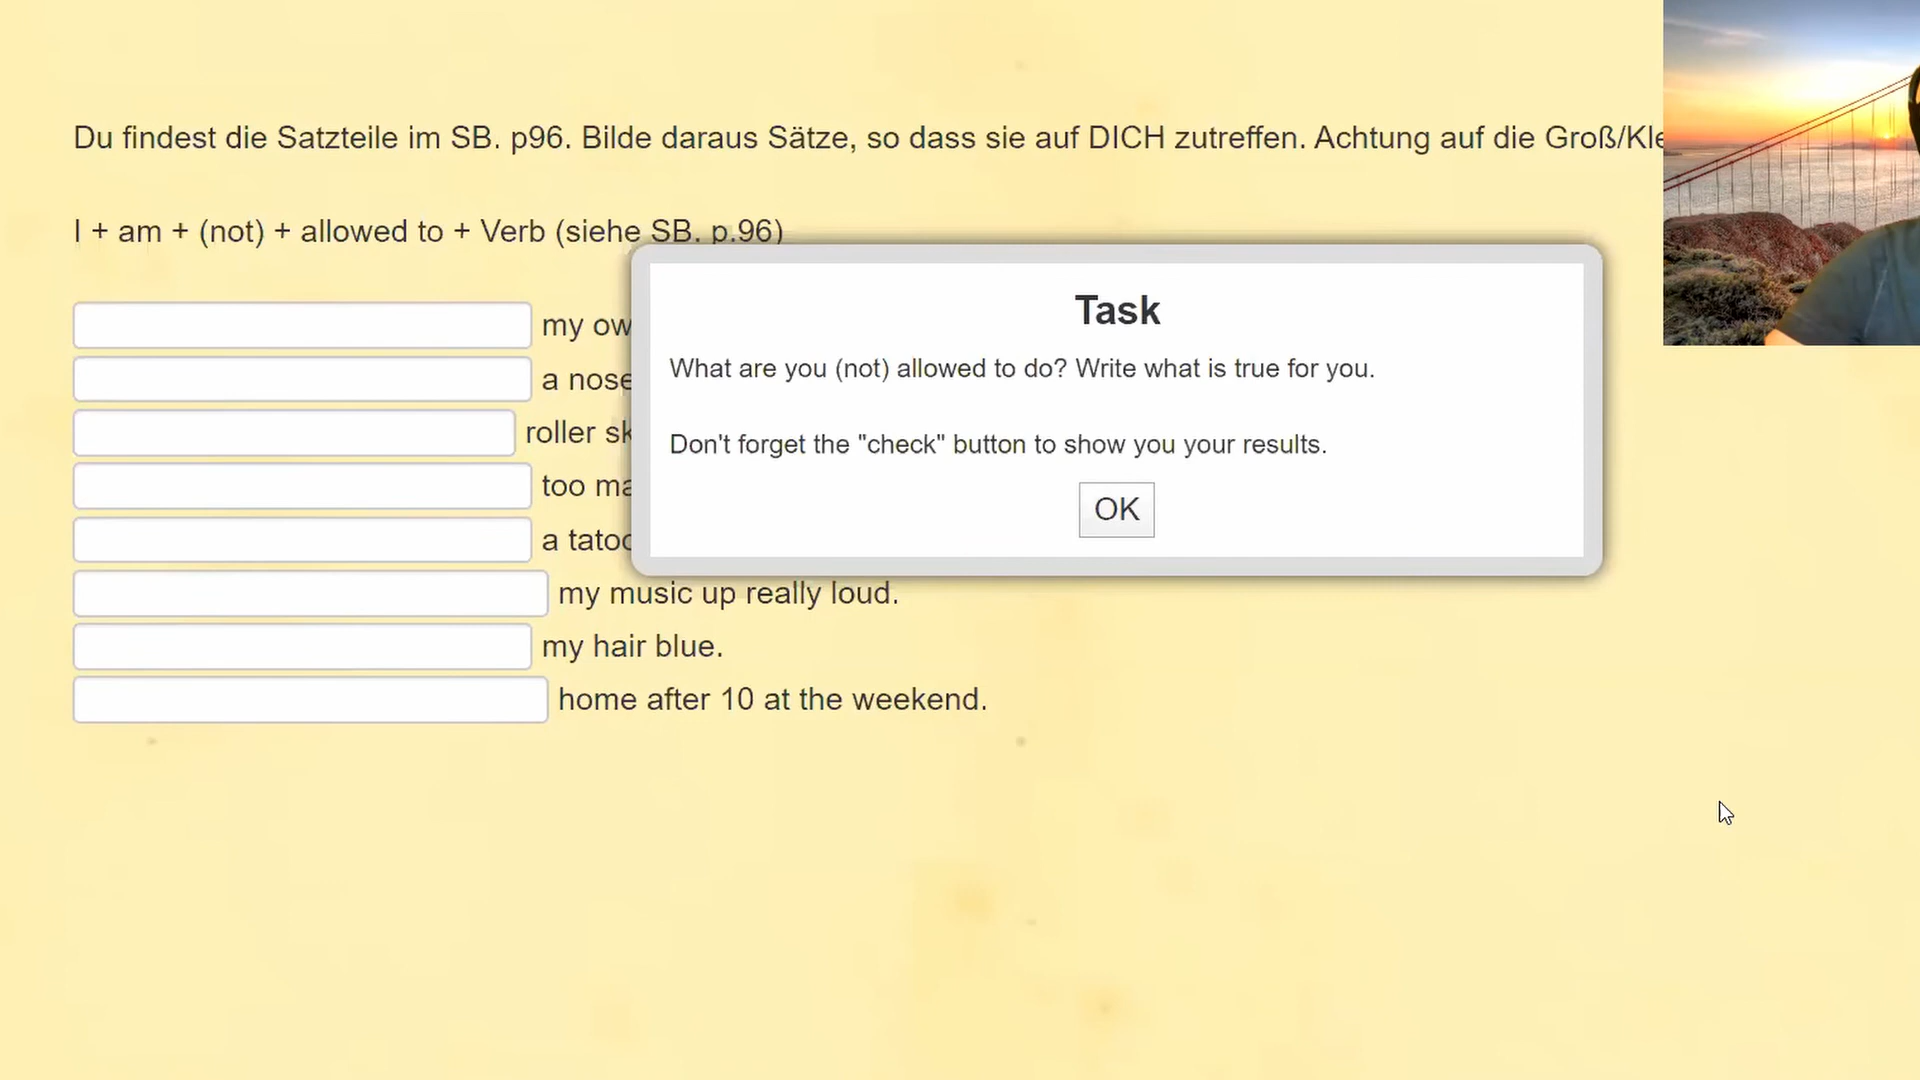 Du findest die Satzteile im SB. p96. Bilde daraus Sätze, so dass sie auf DICH zutreffen. Achtung auf die Groß/Kle
I + am + (not) + allowed to + Verb (siehe SB. p.96)
my ow
a nose
roller sk
too ma
a tatoo
my music up really loud.
my hair blue.
home after 10 at the weekend.
Task
What are you (not) allowed to do? Write what is true for you.
Don't forget the "check" button to show you your results.
OK